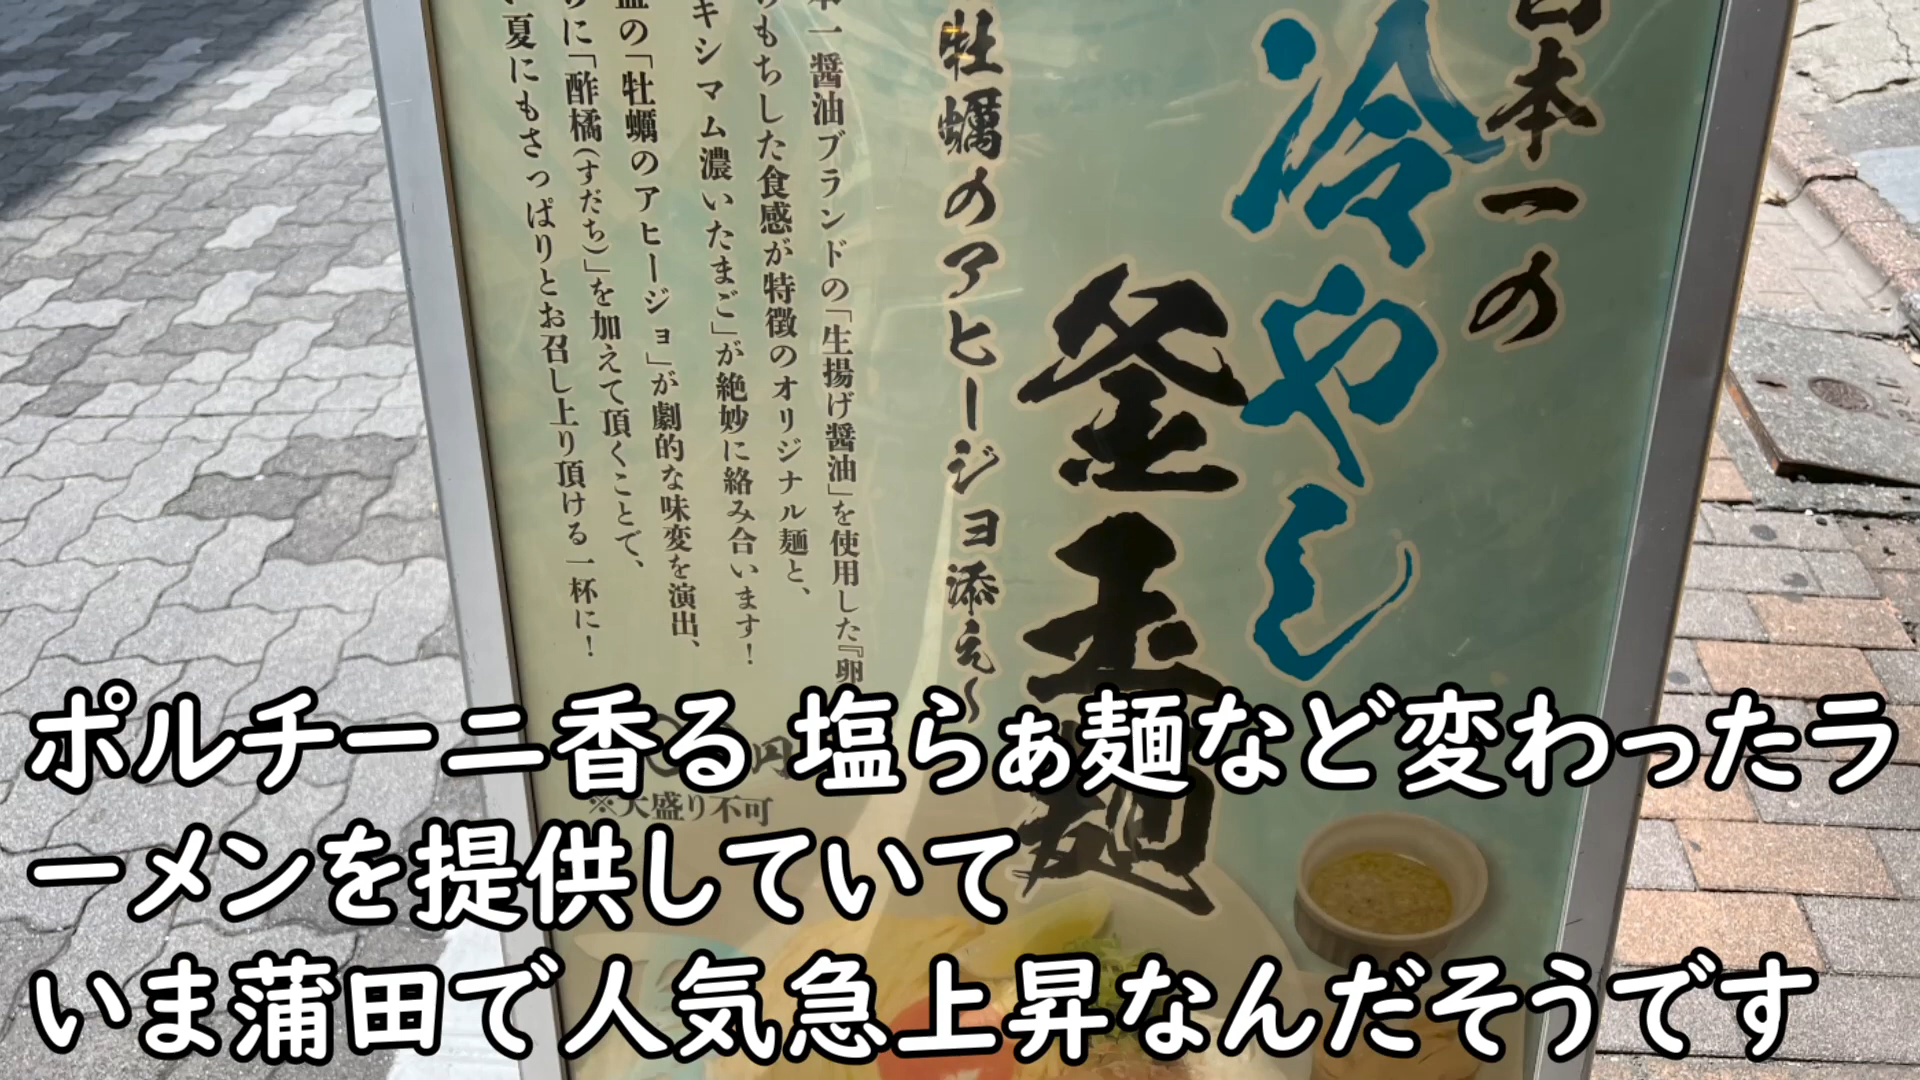 日本一の
冷やし
釜玉麺
牡蠣のアヒージョ添え〜
本一醤油ブランドの「生揚げ醤油」を使用した『卵
もちした食感が特徴のオリジナル麺と、
キシマム濃いたまご」が絶妙に絡み合います！
の「牡蠣のアヒージョ」が劇的な味変を演出、
に「酢橘(すだち)」を加えて頂くことで、
い夏にもさっぱりとお召し上り頂ける一杯に！
円
※大盛り不可
ポルチーニ香る 塩らぁ麺など変わったラ
ーメンを提供していて
いま蒲田で人気急上昇なんだそうです